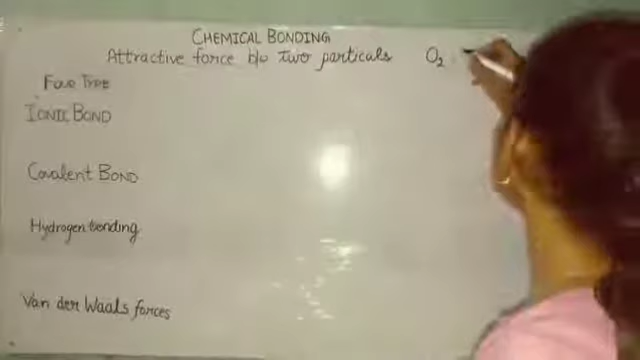 CHEMICAL BONDING
Attractive force b/w two particals O₂
Four Type
IONIC BOND
Covalent BOND
Hydrogen bonding
Van der Waals forces